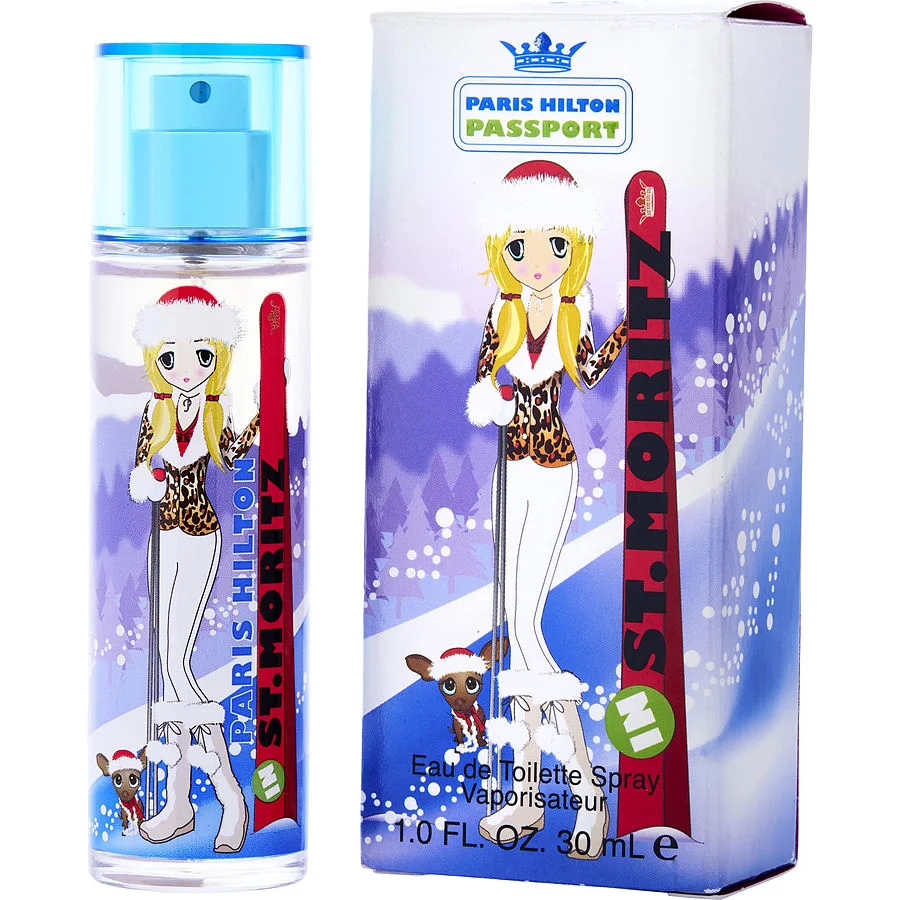 PARIS HILTON
IN ST.MORITZ
PARIS HILTON
PASSPORT
IN ST.MORITZ
Eau de Toilette Spray
Vaporisateur
1.0 FL. OZ. 30 mL e